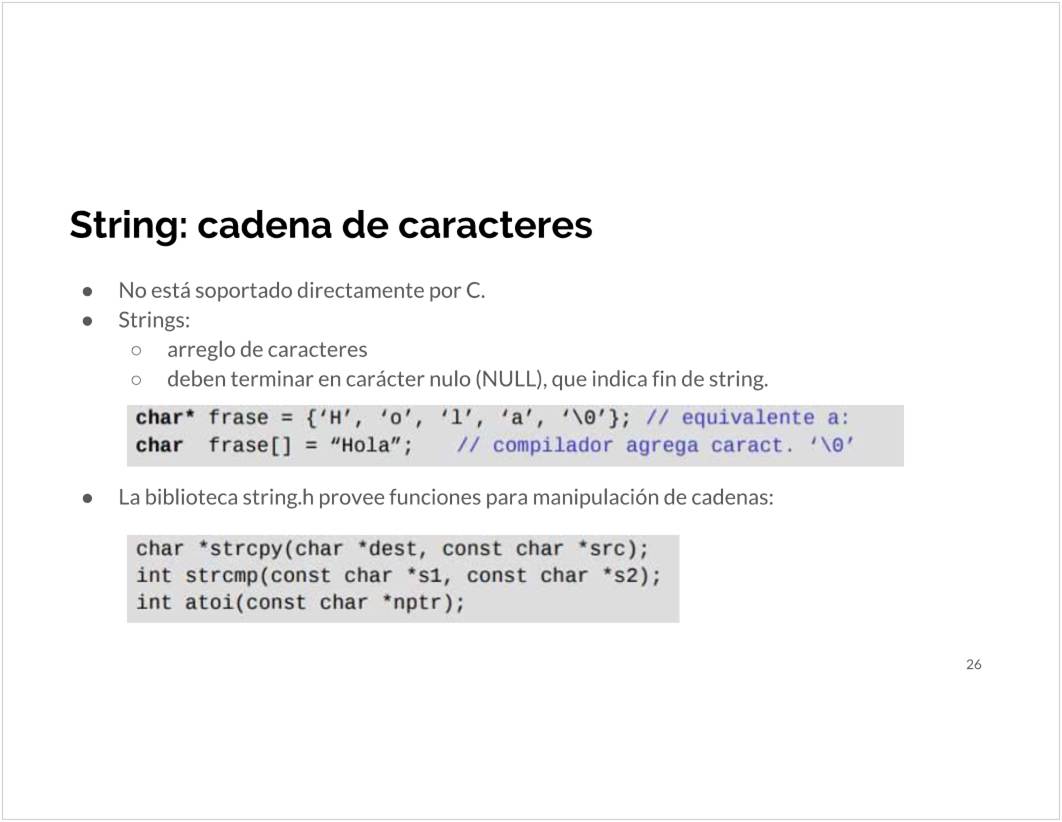 String: cadena de caracteres
● No está soportado directamente por C.
● Strings:
○ arreglo de caracteres
○ deben terminar en carácter nulo (NULL), que indica fin de string.
char* frase = {‘H’, ‘o’, ‘l’, ‘a’, ‘\0’}; // equivalente a:
char  frase[] = “Hola”;   // compilador agrega caract. ‘\0’
● La biblioteca string.h provee funciones para manipulación de cadenas:
char *strcpy(char *dest, const char *src);
int strcmp(const char *s1, const char *s2);
int atoi(const char *nptr);
26